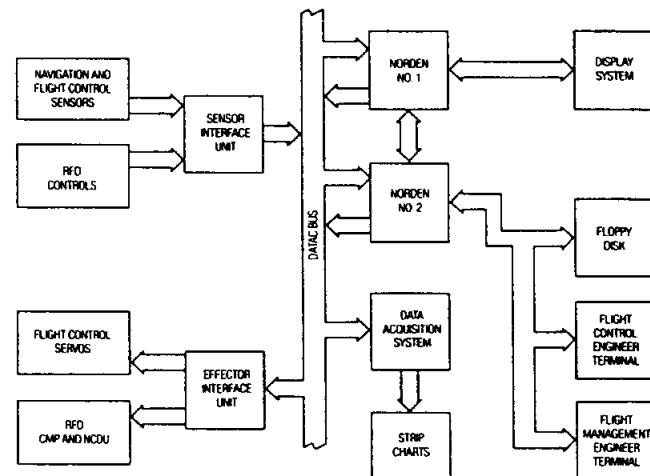 NAVIGATION AND
FLIGHT CONTROL
SENSORS
RFD
CONTROLS
SENSOR
INTERFACE
UNIT
FLIGHT CONTROL
SERVOS
RFD
CMP AND NCDU
EFFECTOR
INTERFACE
UNIT
DATAC BUS
NORDEN
NO. 1
NORDEN
NO. 2
DATA
ACQUISITION
SYSTEM
STRIP
CHARTS
DISPLAY
SYSTEM
FLOPPY
DISK
FLIGHT
CONTROL
ENGINEER
TERMINAL
FLIGHT
MANAGEMENT
ENGINEER
TERMINAL